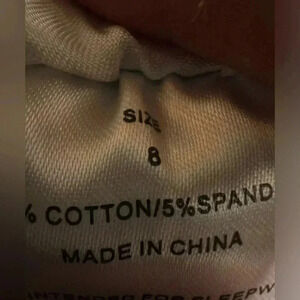 SIZE
8
% COTTON/5%SPAND
MADE IN CHINA